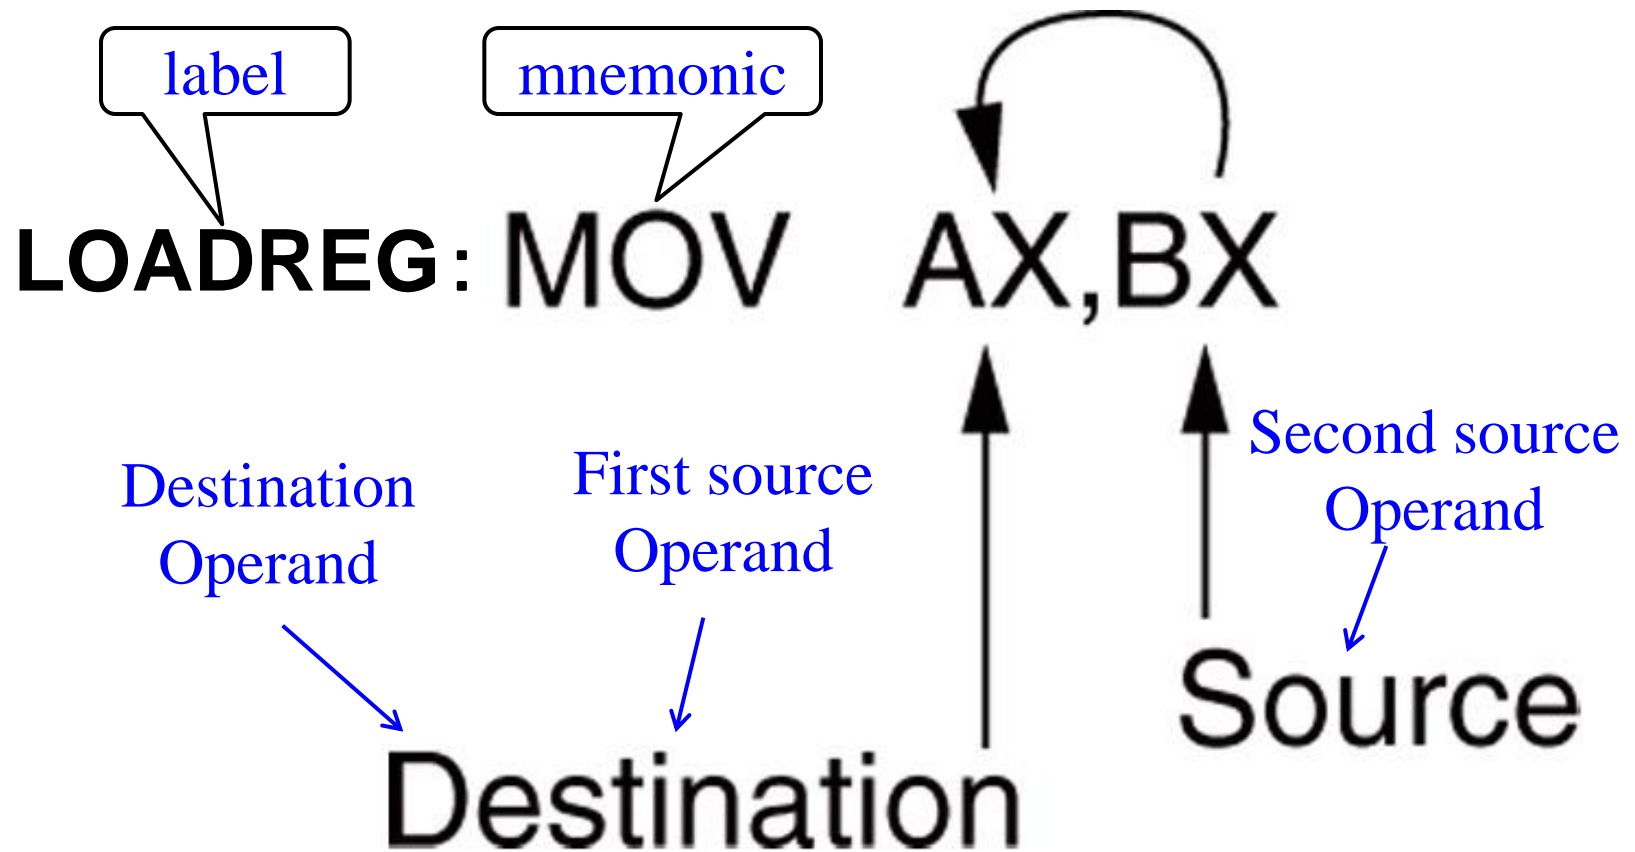 label
mnemonic
LOADREG: MOV AX,BX
Destination
Operand
First source
Operand
Second source
Operand
Source
Destination